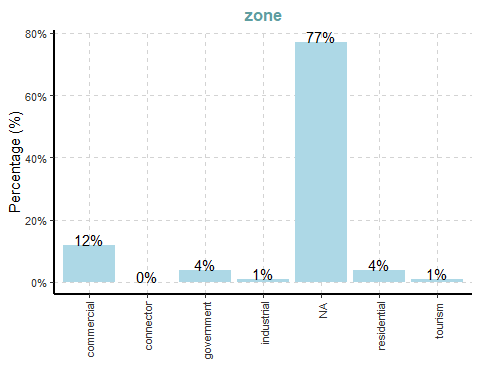 zone
Percentage (%)
80%
60%
40%
20%
0%
12%
0%
4%
1%
77%
4%
1%
commercial
connector
government
industrial
NA
residential
tourism